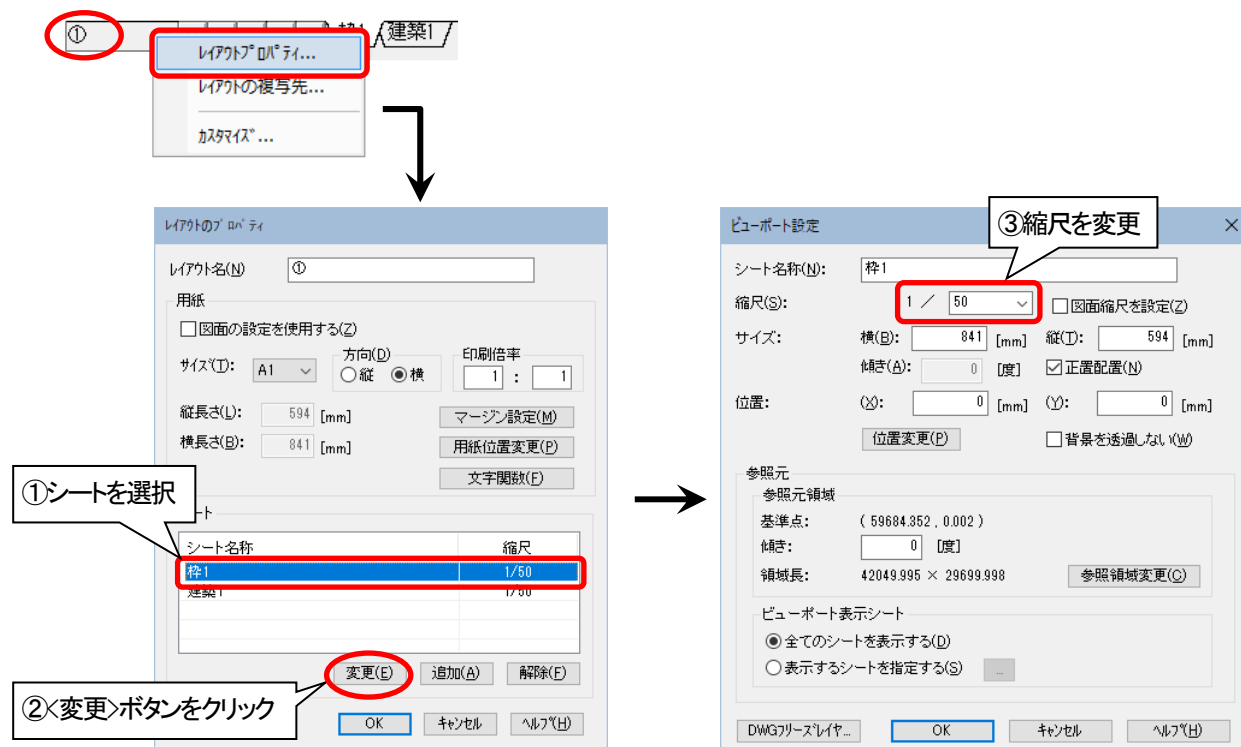 ① 枠1 建築1
ﾚｲｱｳﾄﾌﾟﾛﾊﾟﾃｨ...
ﾚｲｱｳﾄの複写先...
ｶｽﾀﾏｲｽﾞ...
ﾚｲｱｳﾄのﾌﾟﾛﾊﾟﾃｨ
ﾚｲｱｳﾄ名(N) ①
用紙
図面の設定を使用する(Z)
サイズ(T): A1
方向(D)
縦 横
印刷倍率
1 : 1
縦長さ(L): 594 [mm]
横長さ(B): 841 [mm]
マージン設定(M)
用紙位置変更(P)
文字関数(F)
①シートを選択
ート
シート名称 縮尺
枠1 1/50
建築1 1/50
変更(E) 追加(A) 解除(F)
②<変更>ボタンをクリック
OK ｷｬﾝｾﾙ ﾍﾙﾌﾟ(H)
ビューポート設定
③縮尺を変更
シート名称(N): 枠1
縮尺(S): 1 ／ 50 図面縮尺を設定(Z)
サイズ: 横(B): 841 [mm] 縦(T): 594 [mm]
傾き(A): 0 [度] 正置配置(N)
位置: (X): 0 [mm] (Y): 0 [mm]
位置変更(P) 背景を透過しない(W)
参照元
参照元領域
基準点: ( 59684.352 , 0.002 )
傾き: 0 [度]
領域長: 42049.995 × 29699.998 参照領域変更(C)
ビューポート表示シート
全てのシートを表示する(D)
表示するシートを指定する(S) ...
DWGﾌﾘｰｽﾞﾚｲﾔ... OK ｷｬﾝｾﾙ ﾍﾙﾌﾟ(H)